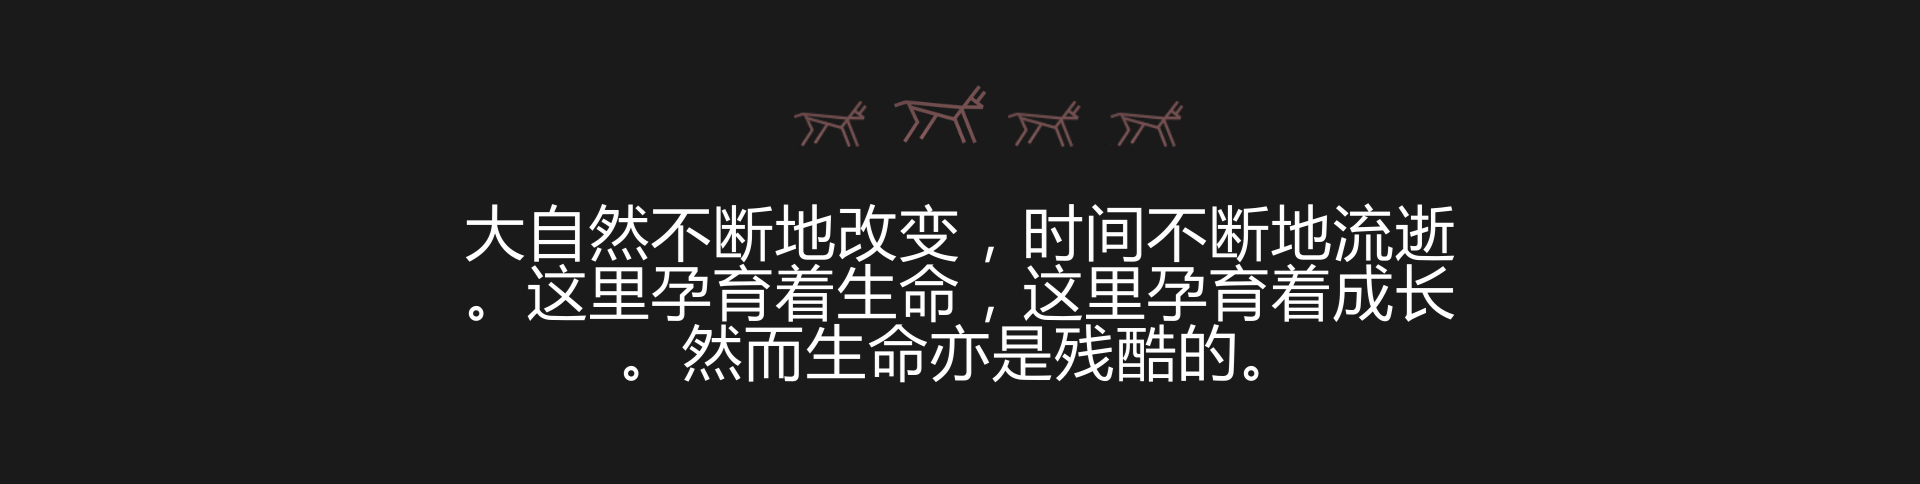 大自然不断地改变，时间不断地流逝
。这里孕育着生命，这里孕育着成长
。然而生命亦是残酷的。